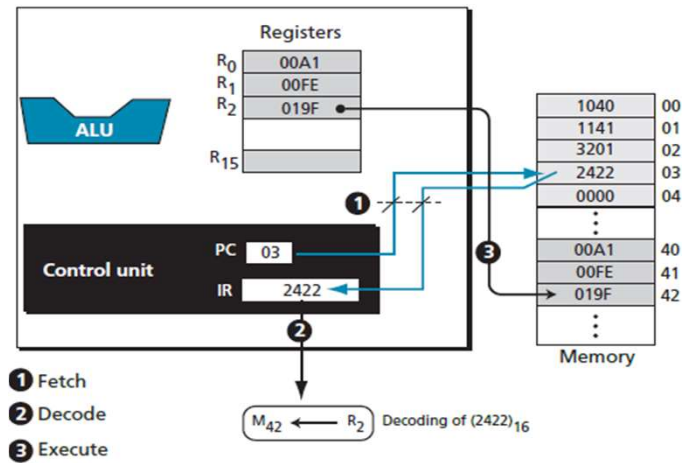 Registers
R0 00A1
R1 00FE
R2 019F
R15
ALU
1040 00
1141 01
3201 02
2422 03
0000 04
00A1 40
00FE 41
019F 42
Memory
1
3
Control unit
PC 03
IR 2422
2
1 Fetch
2 Decode
3 Execute
M42 ← R2 Decoding of (2422)16